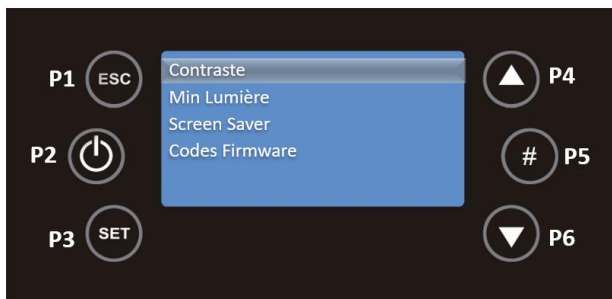 P1 ESC
Contraste
Min Lumière
Screen Saver
Codes Firmware
P2
P3 SET
P4
# P5
P6